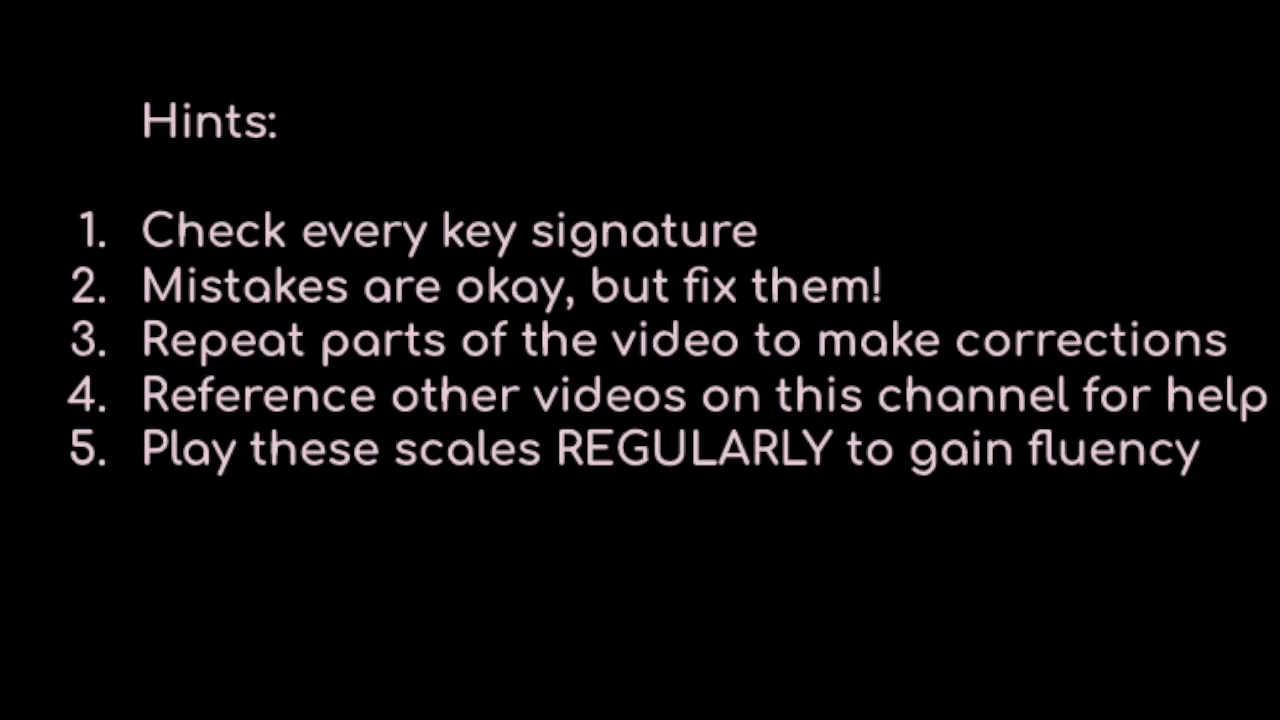 Hints:
1. Check every key signature
2. Mistakes are okay, but fix them!
3. Repeat parts of the video to make corrections
4. Reference other videos on this channel for help
5. Play these scales REGULARLY to gain fluency